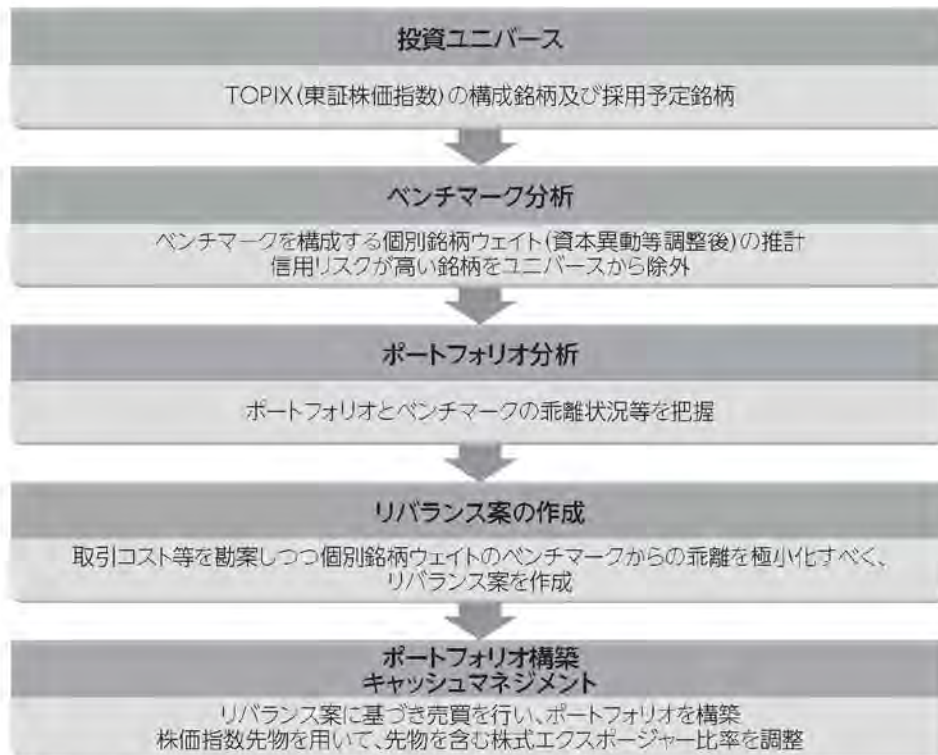 投資ユニバース
TOPIX(東証株価指数)の構成銘柄及び採用予定銘柄
ベンチマーク分析
ベンチマークを構成する個別銘柄ウェイト(資本異動等調整後)の推計
信用リスクが高い銘柄をユニバースから除外
ポートフォリオ分析
ポートフォリオとベンチマークの乖離状況等を把握
リバランス案の作成
取引コスト等を勘案しつつ個別銘柄ウェイトのベンチマークからの乖離を極小化すべく、
リバランス案を作成
ポートフォリオ構築
キャッシュマネジメント
リバランス案に基づき売買を行い、ポートフォリオを構築
株価指数先物を用いて、先物を含む株式エクスポージャー比率を調整